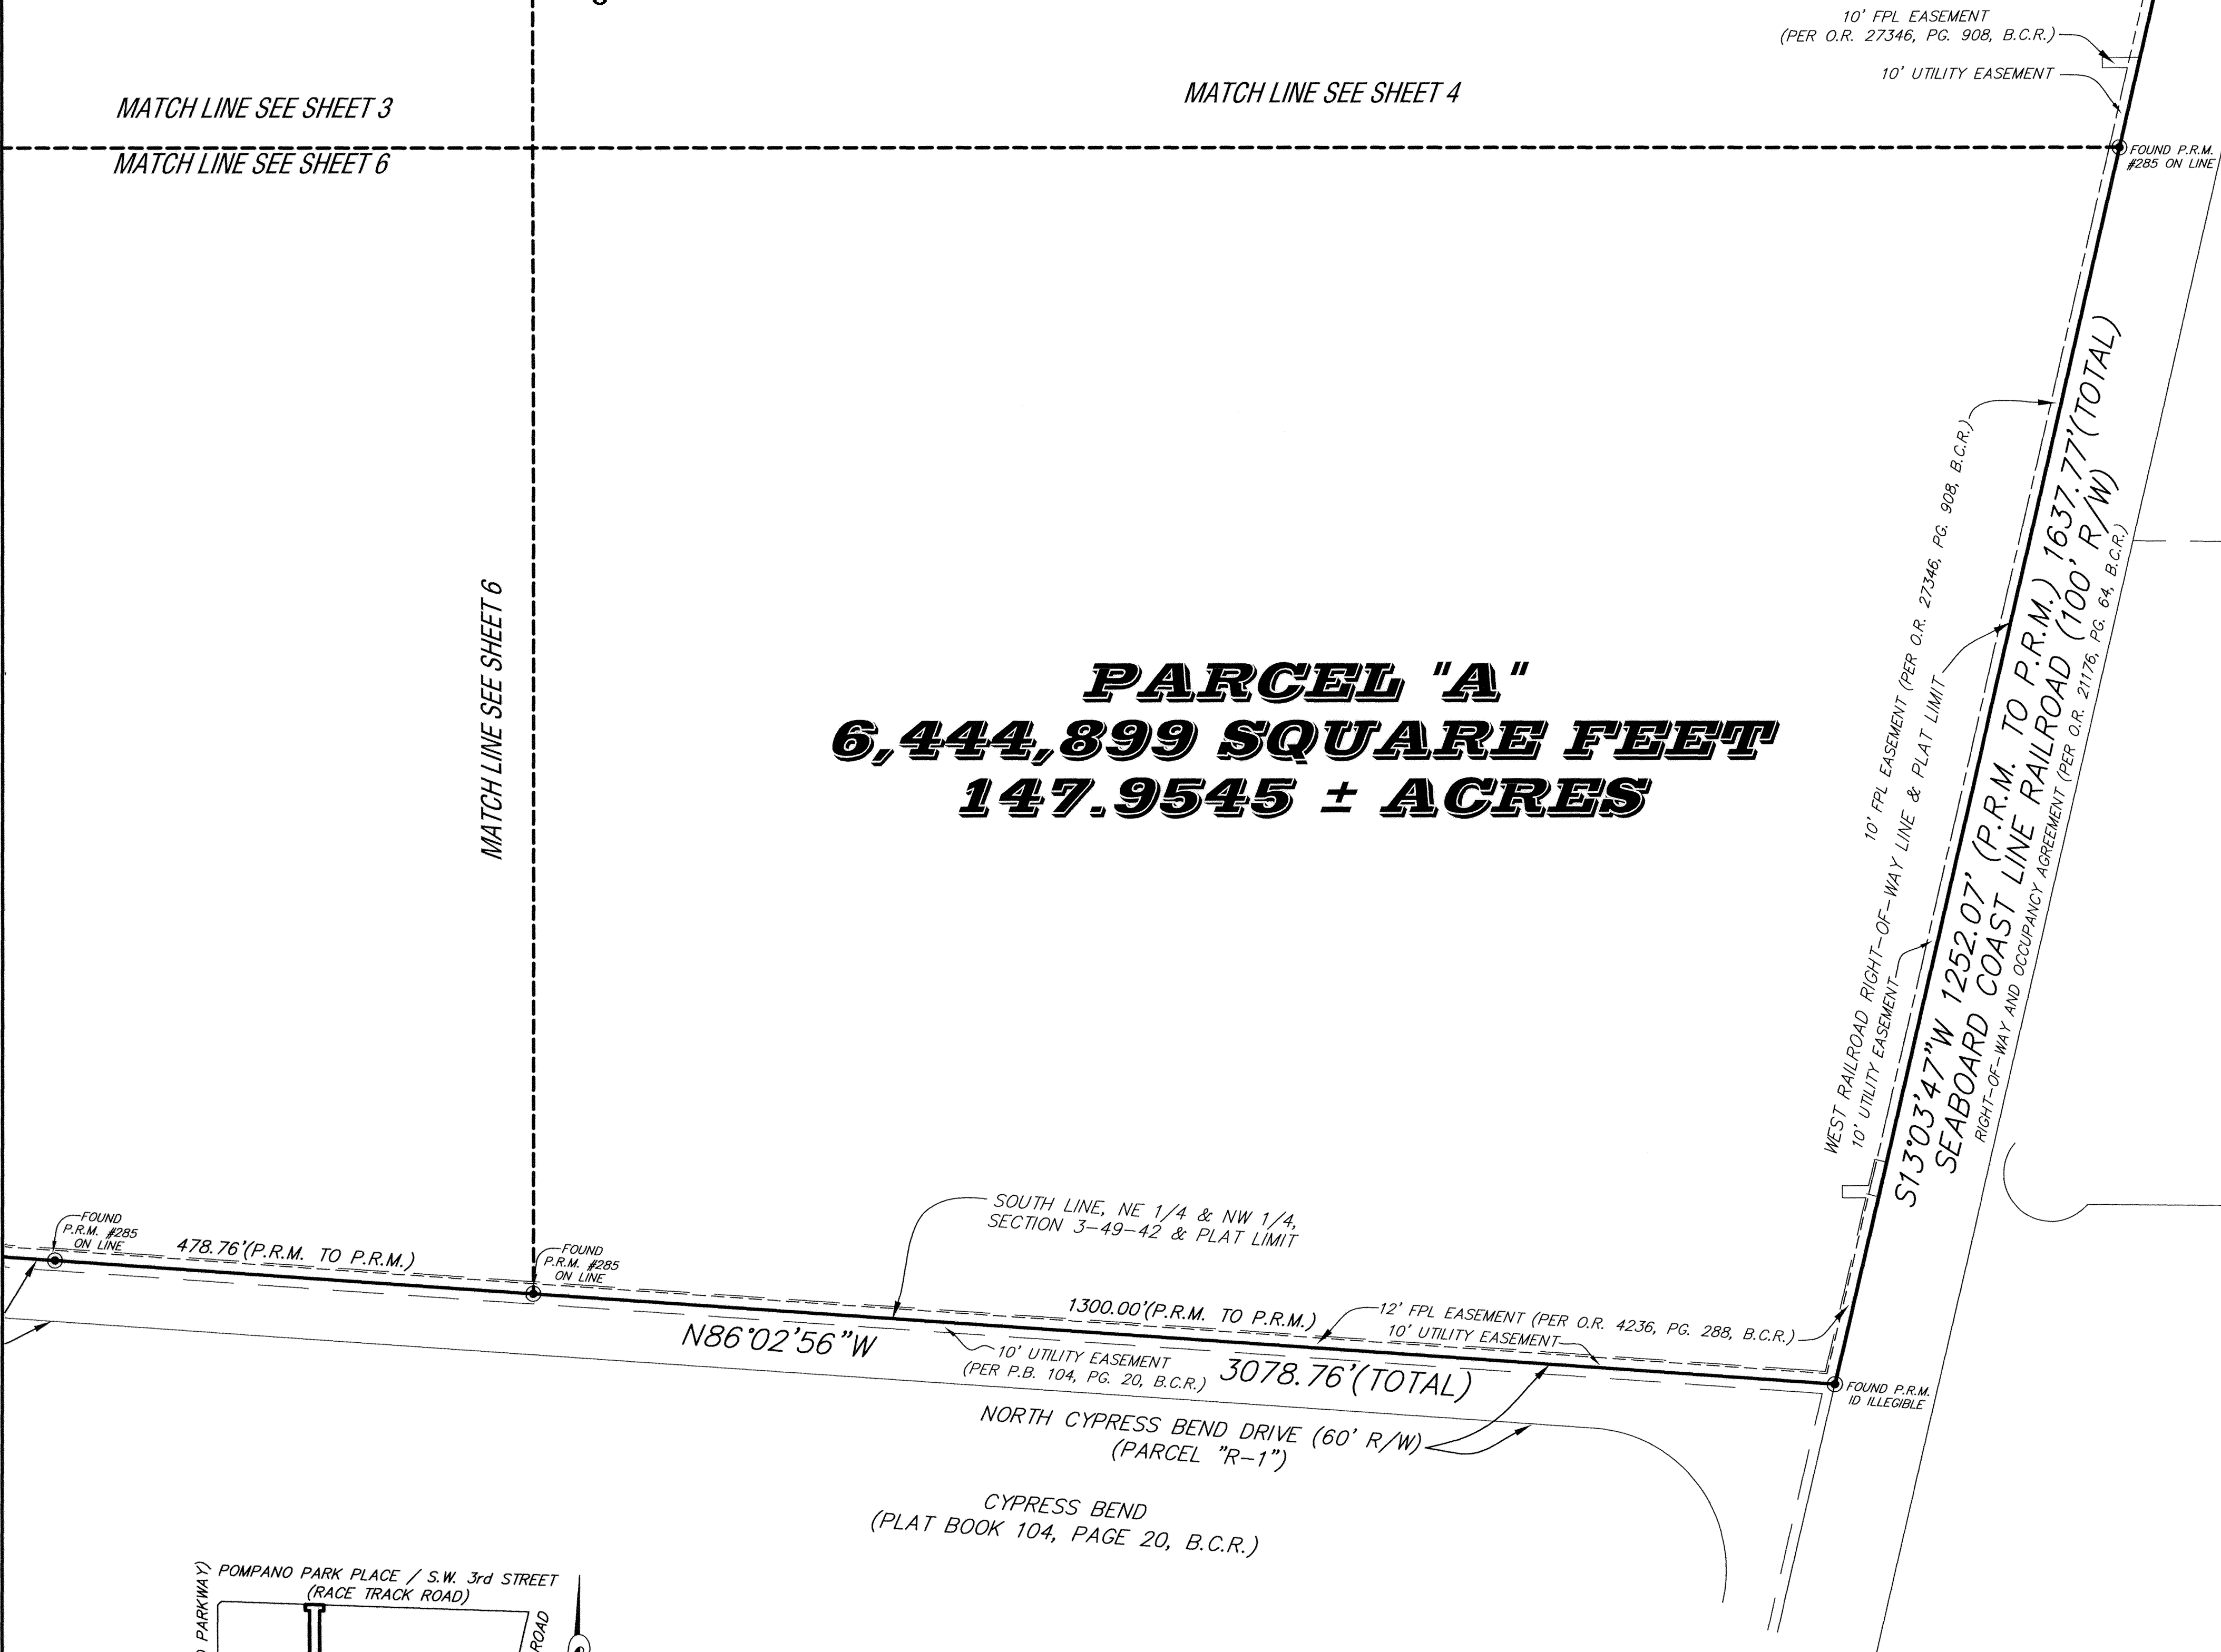 10' FPL EASEMENT
(PER O.R. 27346, PG. 908, B.C.R.)
10' UTILITY EASEMENT
MATCH LINE SEE SHEET 3
MATCH LINE SEE SHEET 4
MATCH LINE SEE SHEET 6
FOUND P.R.M.
#285 ON LINE
MATCH LINE SEE SHEET 6
PARCEL "A"
6,444,899 SQUARE FEET
147.9545 ± ACRES
10' FPL EASEMENT (PER O.R. 27346, PG. 908, B.C.R.)
WEST RAILROAD RIGHT-OF-WAY LINE & PLAT LIMIT
10' UTILITY EASEMENT
S13°03'47"W 1252.07' (P.R.M. TO P.R.M.) 1637.77'(TOTAL)
SEABOARD COAST LINE RAILROAD (100' R/W)
RIGHT-OF-WAY AND OCCUPANCY AGREEMENT (PER O.R. 21176, PG. 64, B.C.R.)
FOUND
P.R.M. #285
ON LINE
478.76'(P.R.M. TO P.R.M.)
FOUND
P.R.M. #285
ON LINE
SOUTH LINE, NE 1/4 & NW 1/4,
SECTION 3-49-42 & PLAT LIMIT
1300.00'(P.R.M. TO P.R.M.)
12' FPL EASEMENT (PER O.R. 4236, PG. 288, B.C.R.)
10' UTILITY EASEMENT
N86°02'56"W
10' UTILITY EASEMENT
(PER P.B. 104, PG. 20, B.C.R.)
3078.76'(TOTAL)
FOUND P.R.M.
ID ILLEGIBLE
NORTH CYPRESS BEND DRIVE (60' R/W)
(PARCEL "R-1")
CYPRESS BEND
(PLAT BOOK 104, PAGE 20, B.C.R.)
POMPANO PARK PLACE / S.W. 3rd STREET
(RACE TRACK ROAD)
PARKWAY)
ROAD